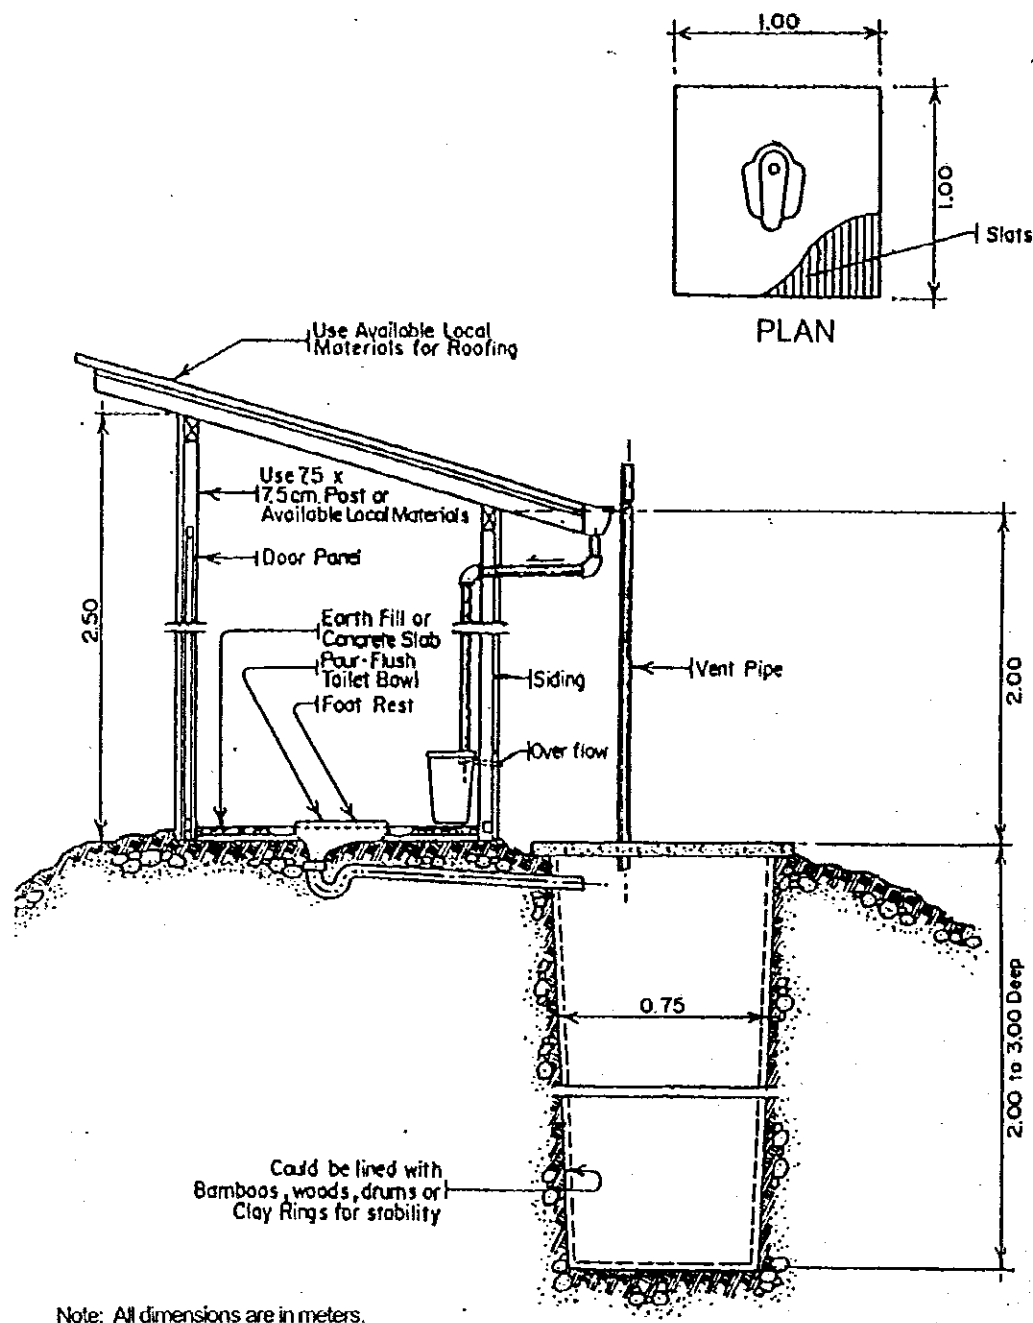 1.00
1.00
Slats
PLAN
Use Available Local
Materials for Roofing
Use 7.5 x
7.5cm. Post or
Available Local Materials
Door Panel
2.50
Earth Fill or
Concrete Slab
Pour-Flush
Toilet Bowl
Foot Rest
Siding
Over flow
Vent Pipe
2.00
0.75
2.00 to 3.00 Deep
Could be lined with
Bamboos, woods, drums or
Clay Rings for stability
Note: All dimensions are in meters.